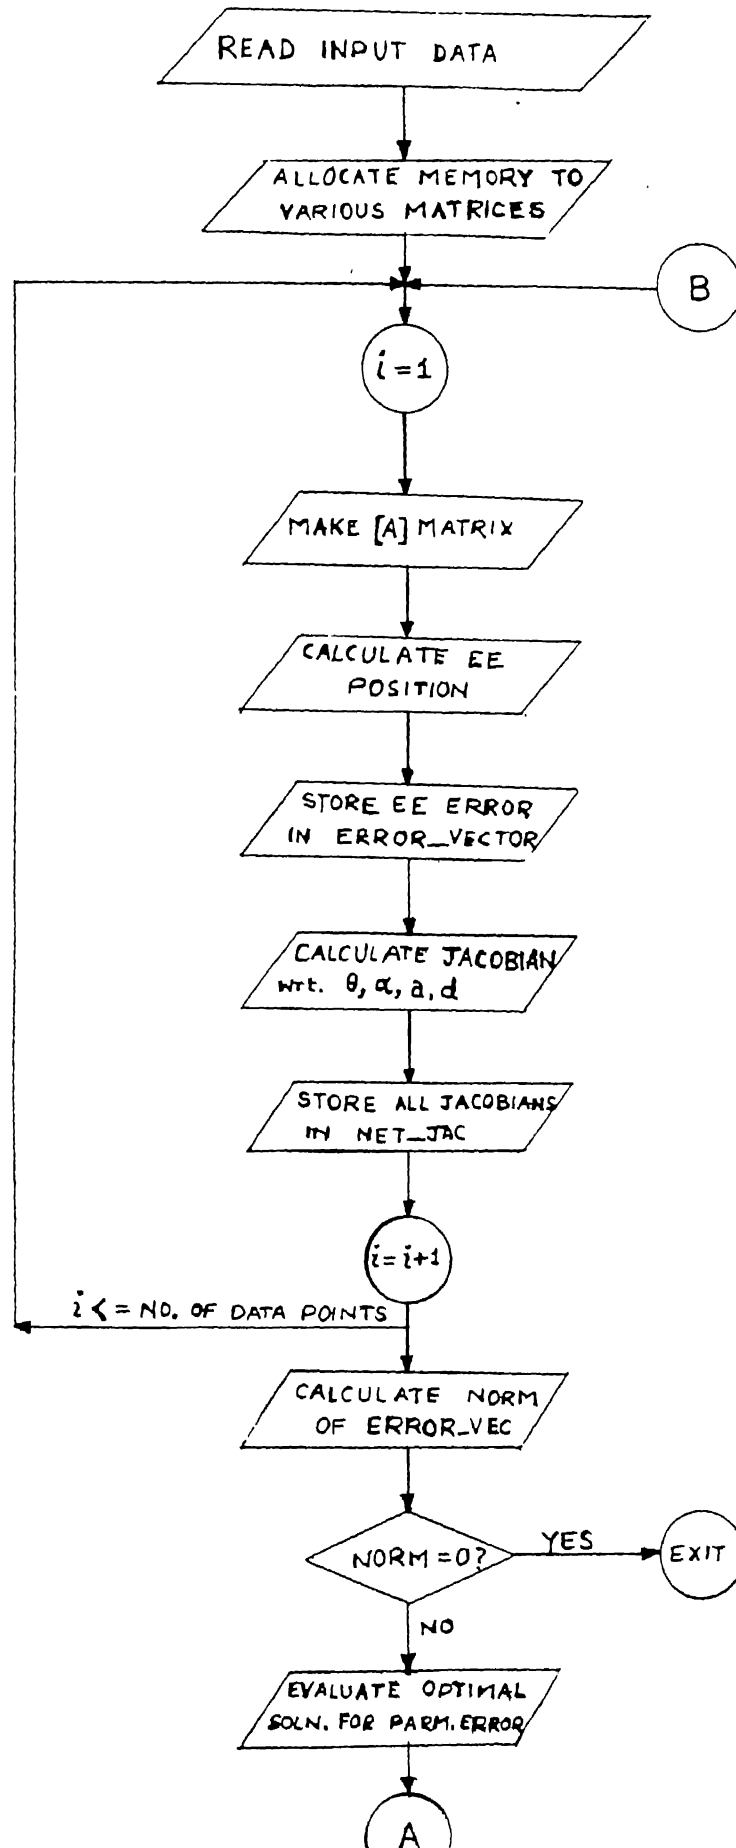 READ INPUT DATA
ALLOCATE MEMORY TO
VARIOUS MATRICES
B
i = 1
MAKE [A] MATRIX
CALCULATE EE
POSITION
STORE EE ERROR
IN ERROR_VECTOR
CALCULATE JACOBIAN
wrt. θ, α, a, d
STORE ALL JACOBIANS
IN NET_JAC
i = i+1
i <= NO. OF DATA POINTS
CALCULATE NORM
OF ERROR_VEC
NORM = 0?
YES
EXIT
NO
EVALUATE OPTIMAL
SOLN. FOR PARM. ERROR
A